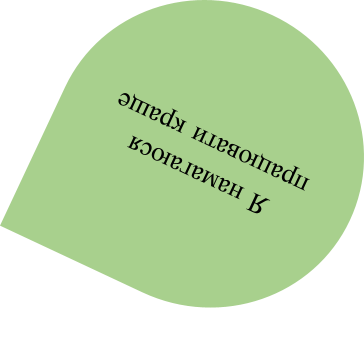 Я намагаюся
працювати краще